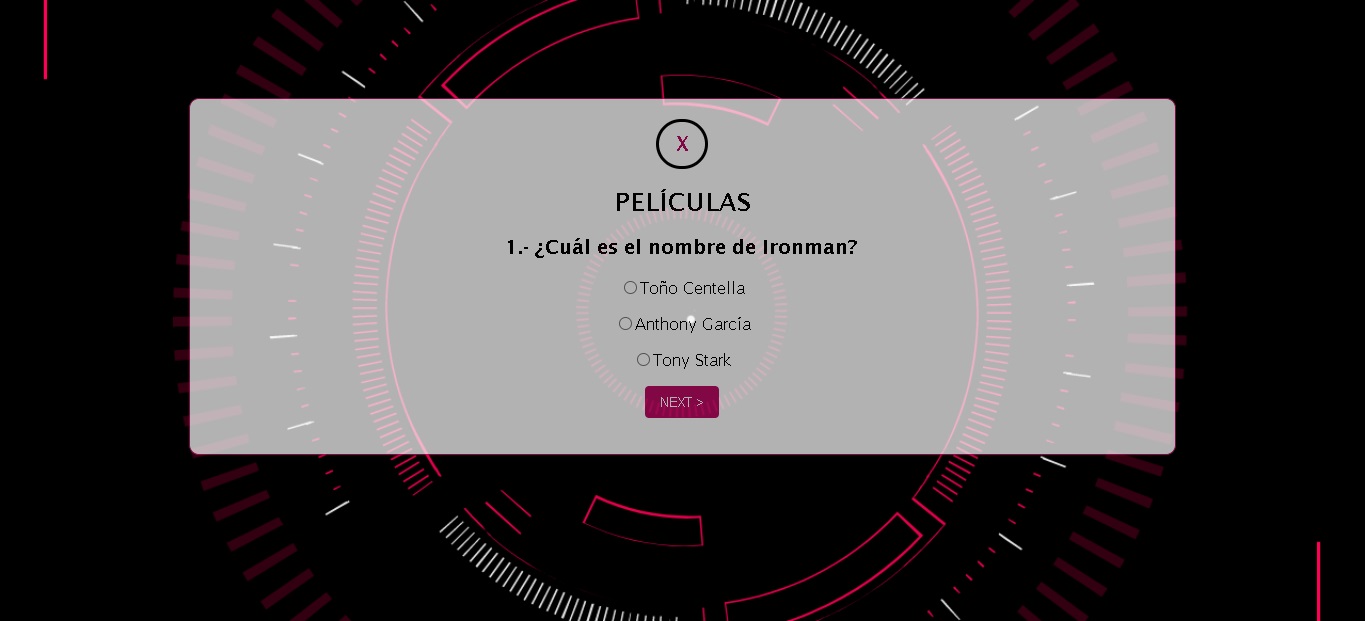 X
PELÍCULAS
1.- ¿Cuál es el nombre de Ironman?
Toño Centella
Anthony García
Tony Stark
NEXT >